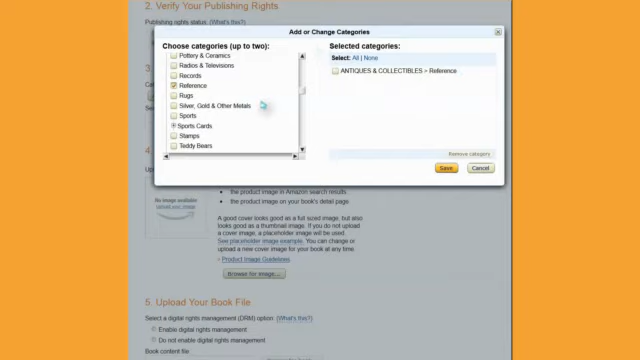 2. Verify Your Publishing Rights
Publishing rights status: (What's this?)
Add or Change Categories
Choose categories (up to two):
Pottery & Ceramics
Radios & Televisions
Records
Reference
Rugs
Silver, Gold & Other Metals
Sports
Sports Cards
Stamps
Teddy Bears
Selected categories:
Select: All | None
ANTIQUES & COLLECTIBLES > Reference
Remove category
Save
Cancel
3
4.
No image available
• the product image in Amazon search results
• the product image on your book's detail page
A good cover looks good as a full sized image, but also
looks good as a thumbnail image. If you do not upload
a cover image, a placeholder image will be used.
See placeholder image example. You can change or
upload a new cover image for your book at any time.
› Product Image Guidelines
Browse for image...
5. Upload Your Book File
Select a digital rights management (DRM) option: (What's this?)
Enable digital rights management
Do not enable digital rights management
Book content file